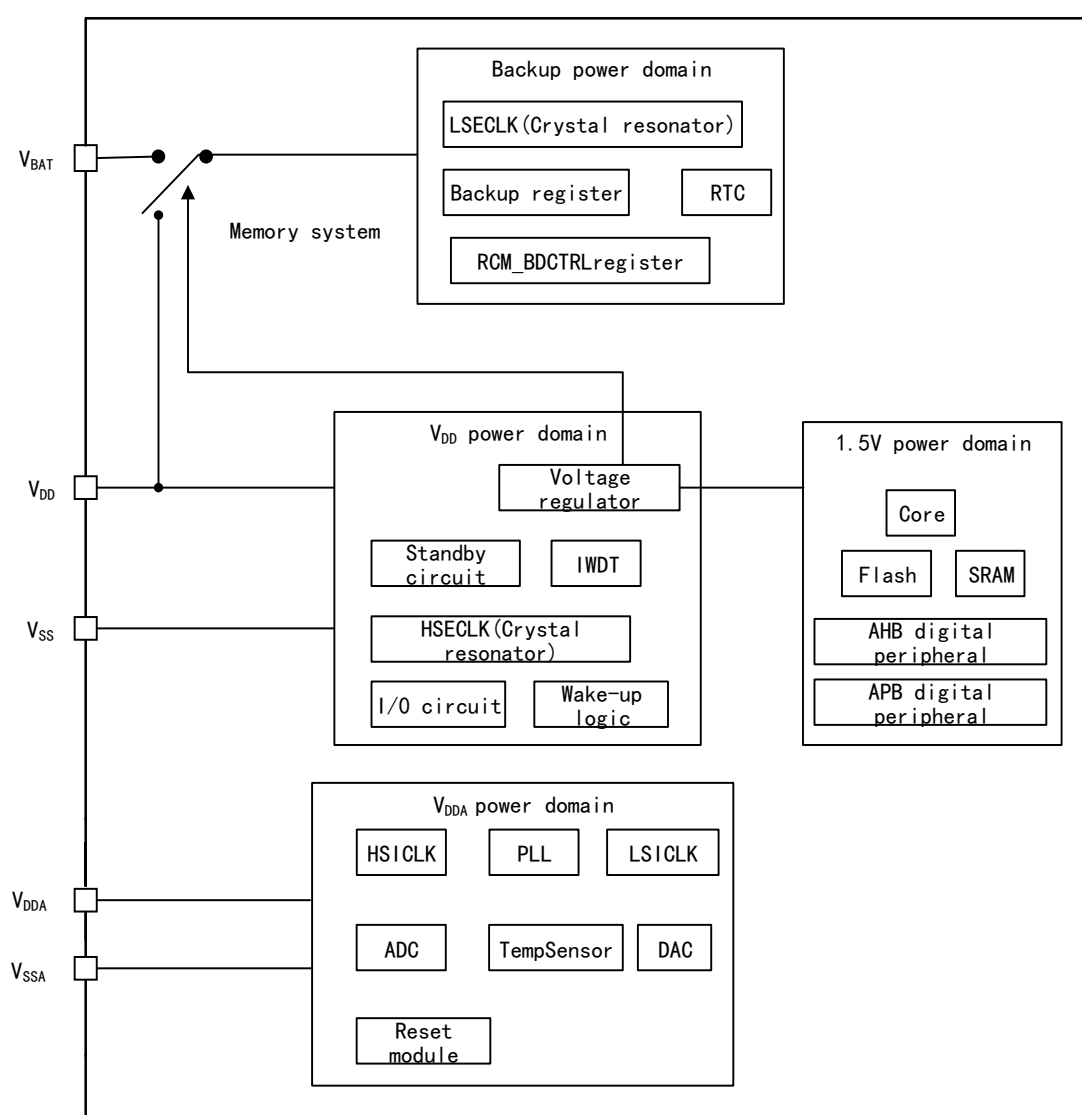 Backup power domain
LSECLK(Crystal resonator)
VBAT
Backup register
RTC
Memory system
RCM_BDCTRLregister
VDD power domain
1.5V power domain
Voltage
regulator
VDD
Core
Standby
circuit
IWDT
Flash
SRAM
VSS
HSECLK(Crystal
resonator)
AHB digital
peripheral
I/O circuit
Wake-up
logic
APB digital
peripheral
VDDA power domain
HSICLK
PLL
LSICLK
VDDA
ADC
TempSensor
DAC
VSSA
Reset
module